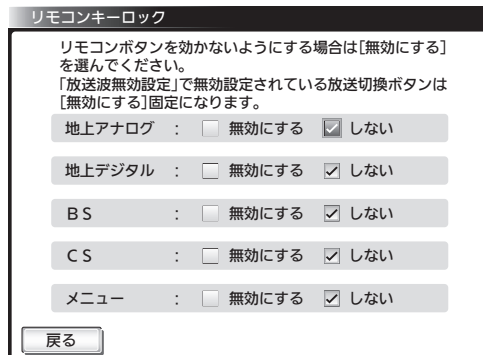 リモコンキーロック
リモコンボタンを効かないようにする場合は[無効にする]
を選んでください。
「放送波無効設定」で無効設定されている放送切換ボタンは
[無効にする]固定になります。
地上アナログ : 無効にする しない
地上デジタル : 無効にする しない
BS : 無効にする しない
CS : 無効にする しない
メニュー : 無効にする しない
戻る